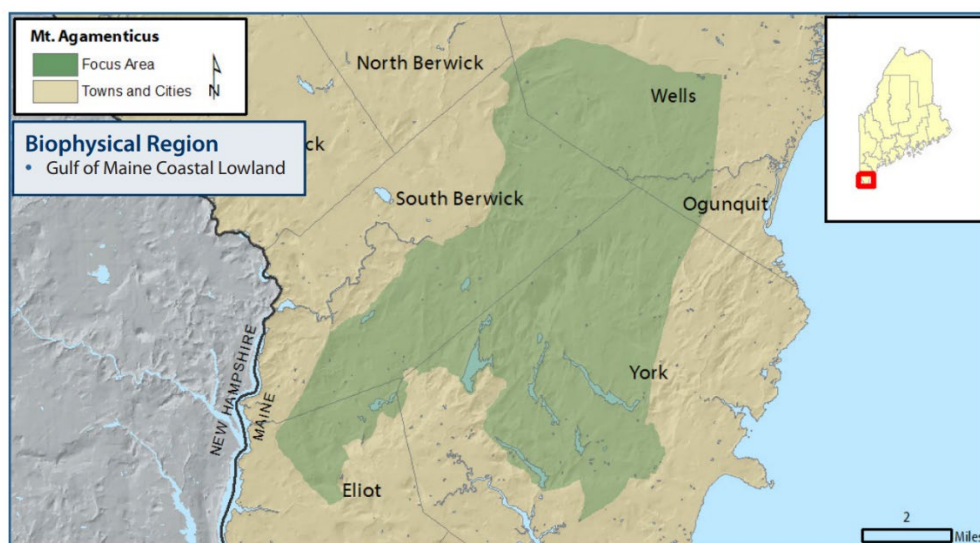 Mt. Agamenticus
Focus Area
Towns and Cities
N
Biophysical Region
• Gulf of Maine Coastal Lowland
ck
North Berwick
Wells
South Berwick
Ogunquit
York
Eliot
NEW HAMPSHIRE
MAINE
2
Miles